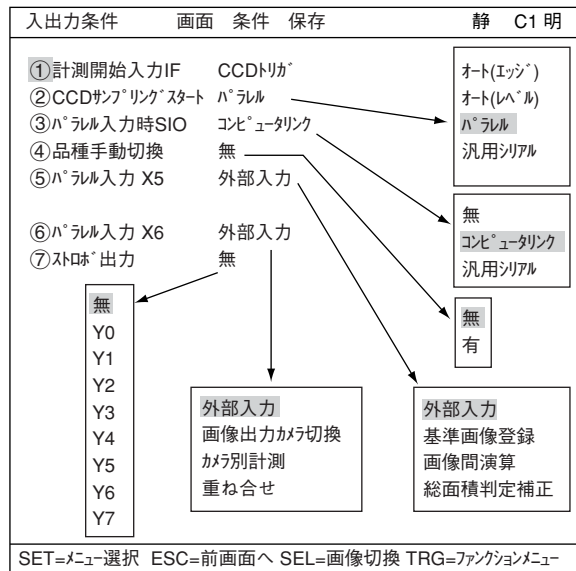 入出力条件 画面 条件 保存 静 C1 明
①計測開始入力IF CCDﾄﾘｶﾞ
②CCDｻﾝﾌﾟﾘﾝｸﾞｽﾀｰﾄ ﾊﾟﾗﾚﾙ
③ﾊﾟﾗﾚﾙ入力時SIO ｺﾝﾋﾟｭｰﾀﾘﾝｸ
④品種手動切換 無
⑤ﾊﾟﾗﾚﾙ入力 X5 外部入力
⑥ﾊﾟﾗﾚﾙ入力 X6 外部入力
⑦ｽﾄﾛﾎﾞ出力 無
ｵｰﾄ(ｴｯｼﾞ)
ｵｰﾄ(ﾚﾍﾞﾙ)
ﾊﾟﾗﾚﾙ
汎用ｼﾘｱﾙ
無
ｺﾝﾋﾟｭｰﾀﾘﾝｸ
汎用ｼﾘｱﾙ
無
有
無
Y0
Y1
Y2
Y3
Y4
Y5
Y6
Y7
外部入力
画像出力ｶﾒﾗ切換
ｶﾒﾗ別計測
重ね合せ
外部入力
基準画像登録
画像間演算
総面積判定補正
SET=ﾒﾆｭｰ選択 ESC=前画面へ SEL=画像切換 TRG=ﾌｧﾝｸｼｮﾝﾒﾆｭｰ